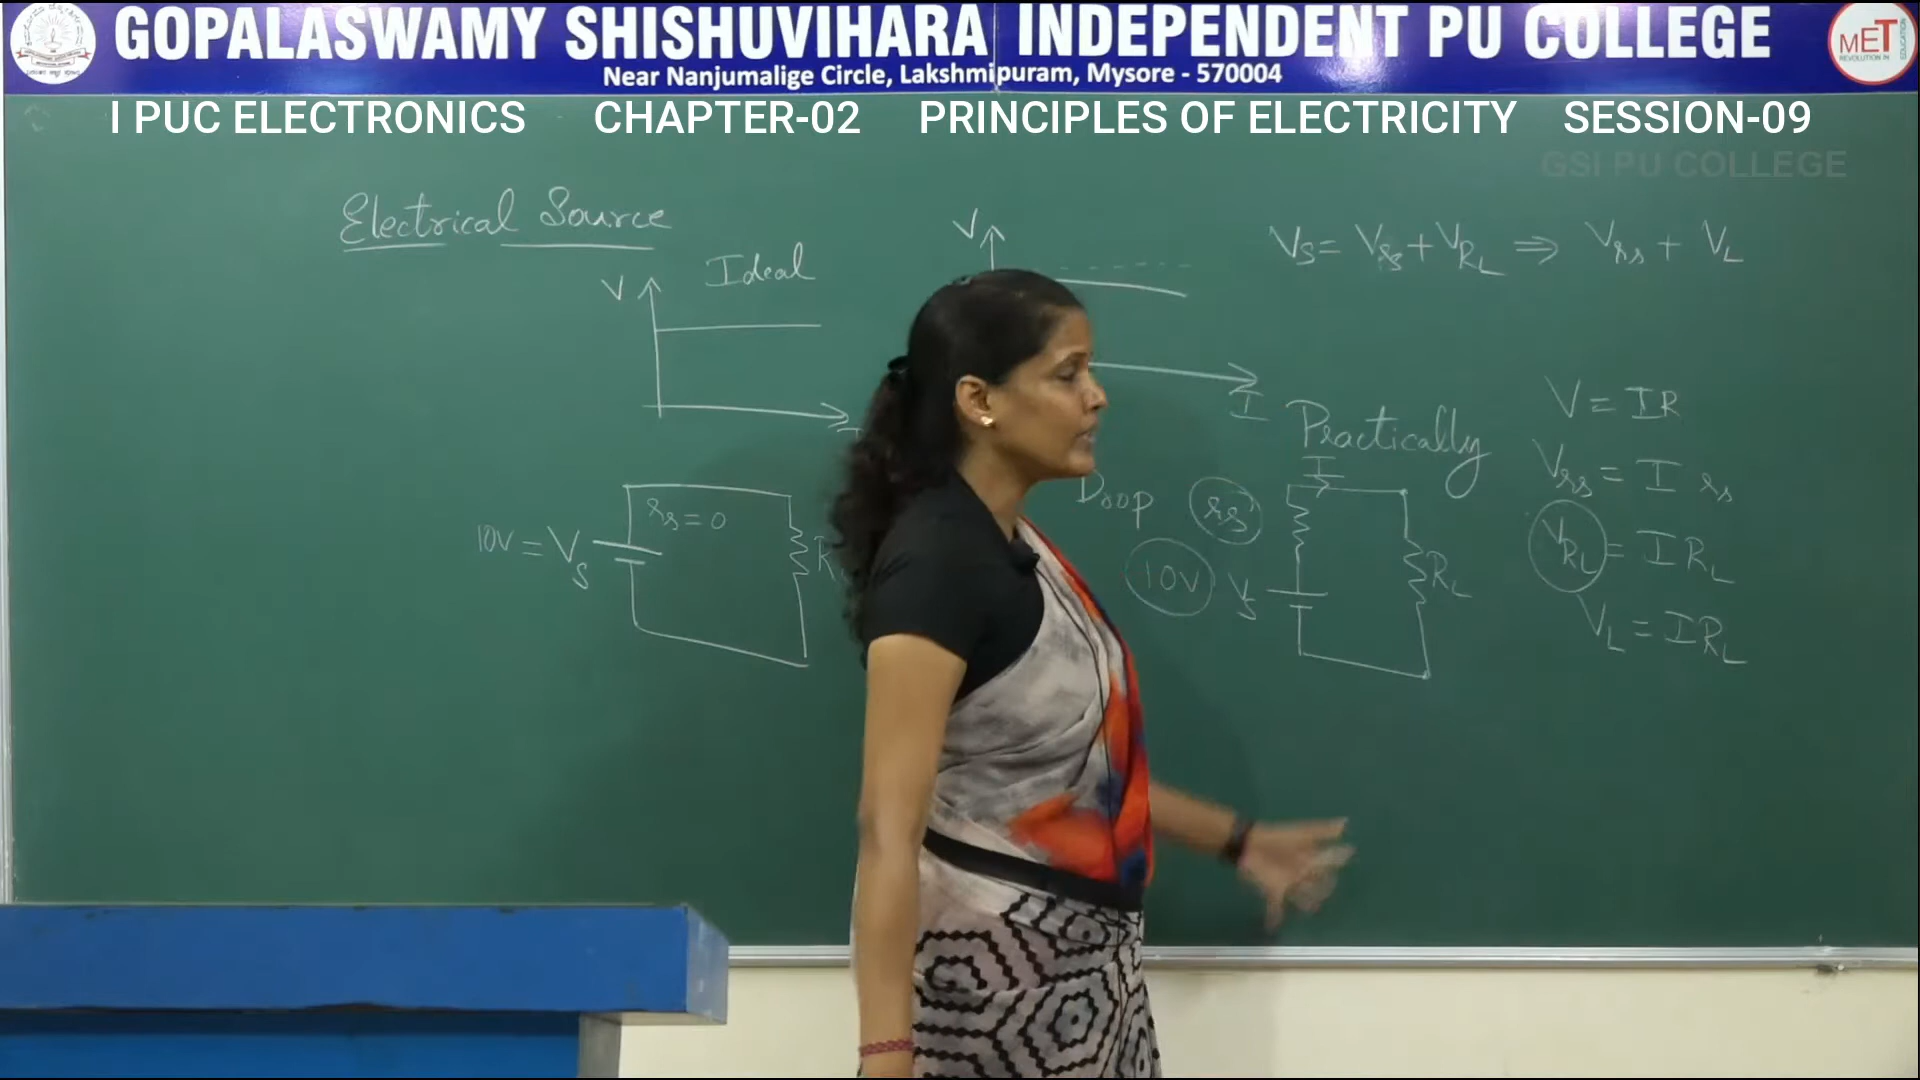 GOPALASWAMY SHISHUVIHARA INDEPENDENT PU COLLEGE
Near Nanjumalige Circle, Lakshmipuram, Mysore - 570004
MET
I PUC ELECTRONICS CHAPTER-02 PRINCIPLES OF ELECTRICITY SESSION-09
GSI PU COLLEGE
Electrical Source
V
Ideal
V
I
Vs = Vrs + VRL ⇒ Vrs + VL
Practically
V = IR
Vrs = I rs
VRL = IRL
VL = IRL
10V = Vs
rs = 0
R
Drop
rs
I
10V Vs
RL